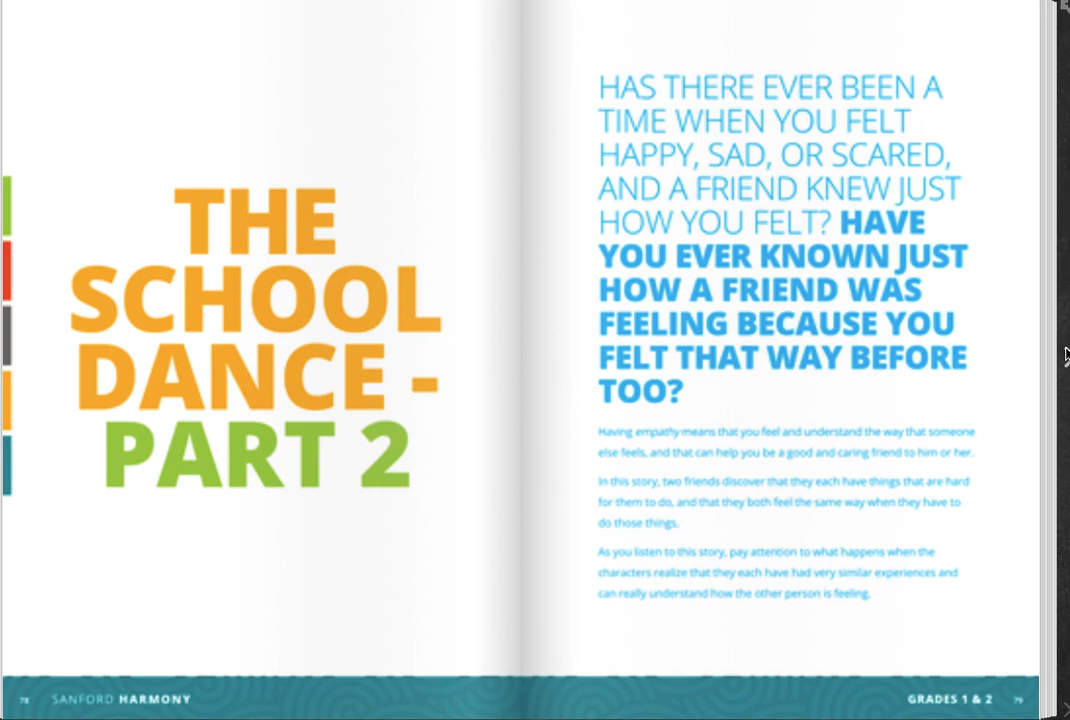 THE
SCHOOL
DANCE -
PART 2
78 SANFORD HARMONY
HAS THERE EVER BEEN A
TIME WHEN YOU FELT
HAPPY, SAD, OR SCARED,
AND A FRIEND KNEW JUST
HOW YOU FELT? HAVE
YOU EVER KNOWN JUST
HOW A FRIEND WAS
FEELING BECAUSE YOU
FELT THAT WAY BEFORE
TOO?
Having empathy means that you feel and understand the way that someone
else feels, and that can help you be a good and caring friend to him or her.
In this story, two friends discover that they each have things that are hard
for them to do, and that they both feel the same way when they have to
do those things.
As you listen to this story, pay attention to what happens when the
characters realize that they each have had very similar experiences and
can really understand how the other person is feeling.
GRADES 1 & 2 79